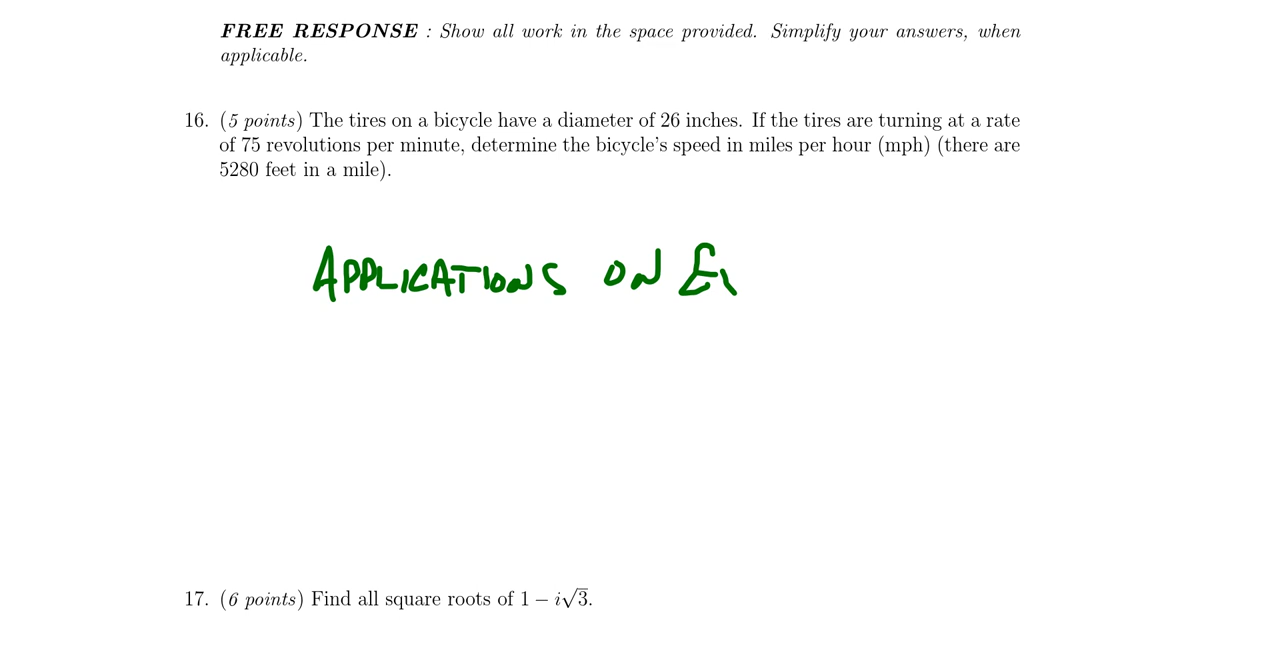 FREE RESPONSE : Show all work in the space provided. Simplify your answers, when
applicable.
16. (5 points) The tires on a bicycle have a diameter of 26 inches. If the tires are turning at a rate
of 75 revolutions per minute, determine the bicycle's speed in miles per hour (mph) (there are
5280 feet in a mile).
APPLICATIONS ON
17. (6 points) Find all square roots of 1 − i√3.